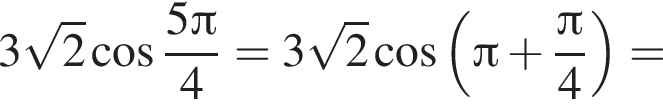 3√2 cos 5π/4 = 3√2 cos(π + π/4) =